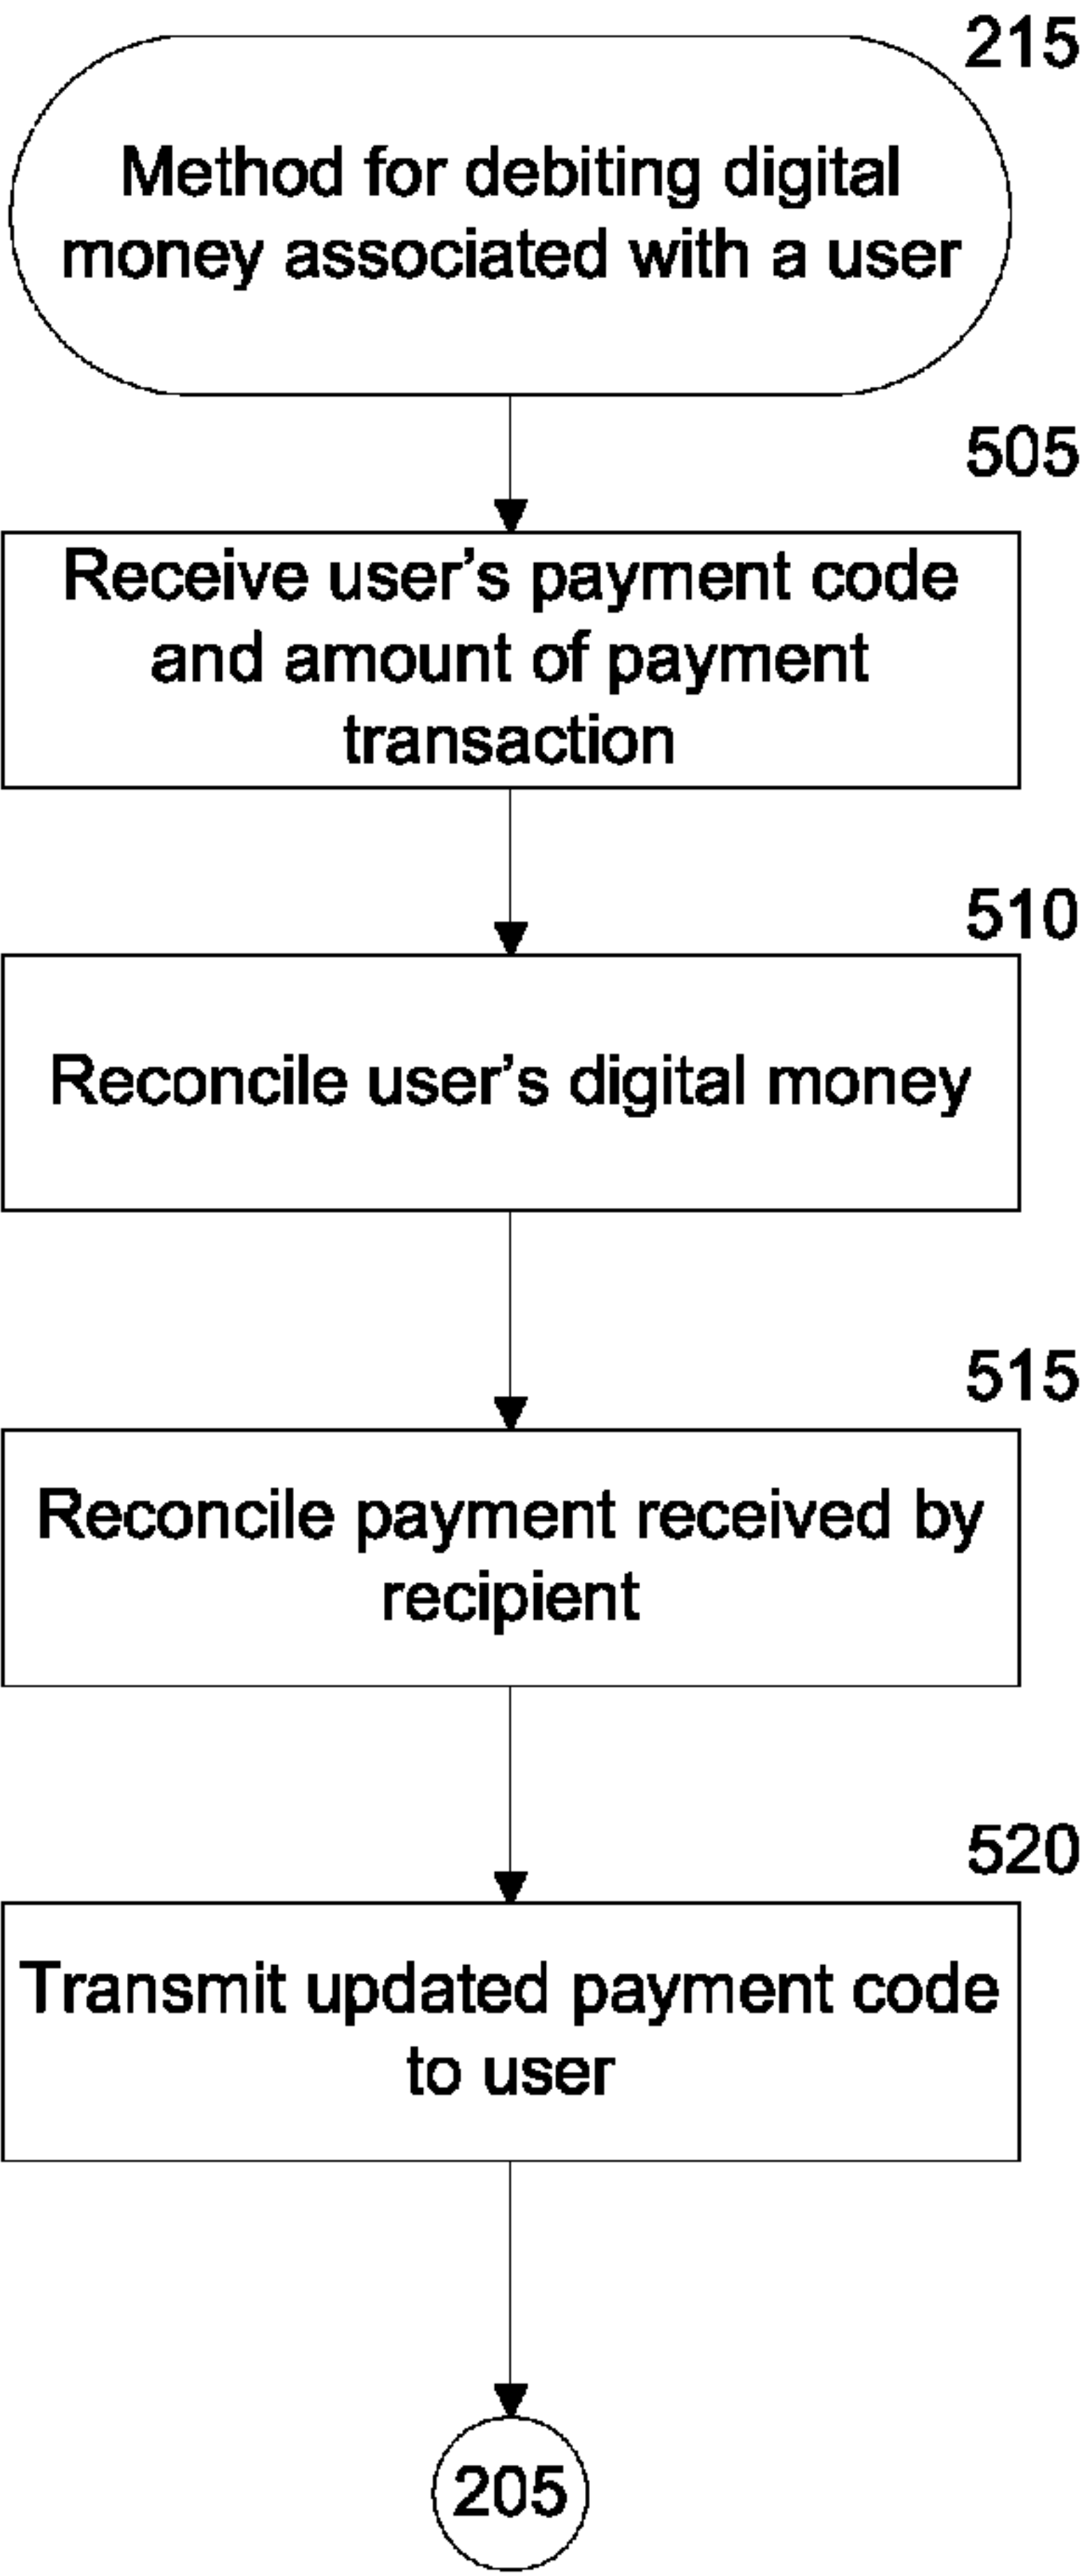 215
Method for debiting digital
money associated with a user
505
Receive user’s payment code
and amount of payment
transaction
510
Reconcile user’s digital money
515
Reconcile payment received by
recipient
520
Transmit updated payment code
to user
205